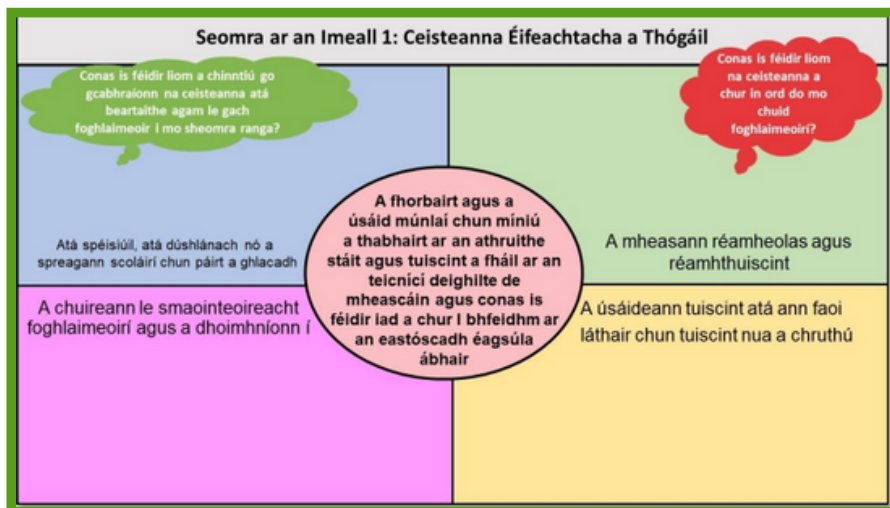 Seomra ar an Imeall 1: Ceisteanna Éifeachtacha a Thógáil
Conas is féidir liom a chinntiú go
gcabhraíonn na ceisteanna atá
beartaithe agam le gach
foghlaimeoir i mo sheomra ranga?
Conas is féidir liom
na ceisteanna a
chur in ord do mo
chuid
foghlaimeoirí?
Atá spéisiúil, atá dúshlánach nó a
spreagann scoláirí chun páirt a ghlacadh
A mheasann réamheolas agus
réamhthuiscint
A fhorbairt agus a
úsáid múnlaí chun míniú
a thabhairt ar an athruithe
stáit agus tuiscint a fháil ar an
teicnící deighilte de
mheascáin agus conas is
féidir iad a chur I bhfeidhm ar
an eastóscadh éagsúla
ábhair
A chuireann le smaointeoireacht
foghlaimeoirí agus a dhoimhníonn í
A úsáideann tuiscint atá ann faoi
láthair chun tuiscint nua a chruthú